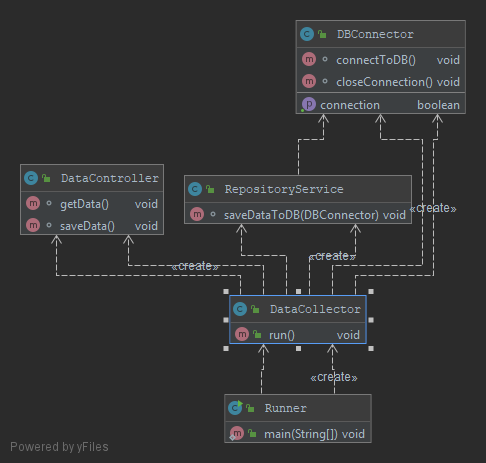 DBConnector
connectToDB() void
closeConnection() void
connection boolean
DataController
getData() void
saveData() void
RepositoryService
saveDataToDB(DBConnector) void
«create»
«create»
«create»
DataCollector
run() void
«create»
Runner
main(String[]) void
Powered by yFiles